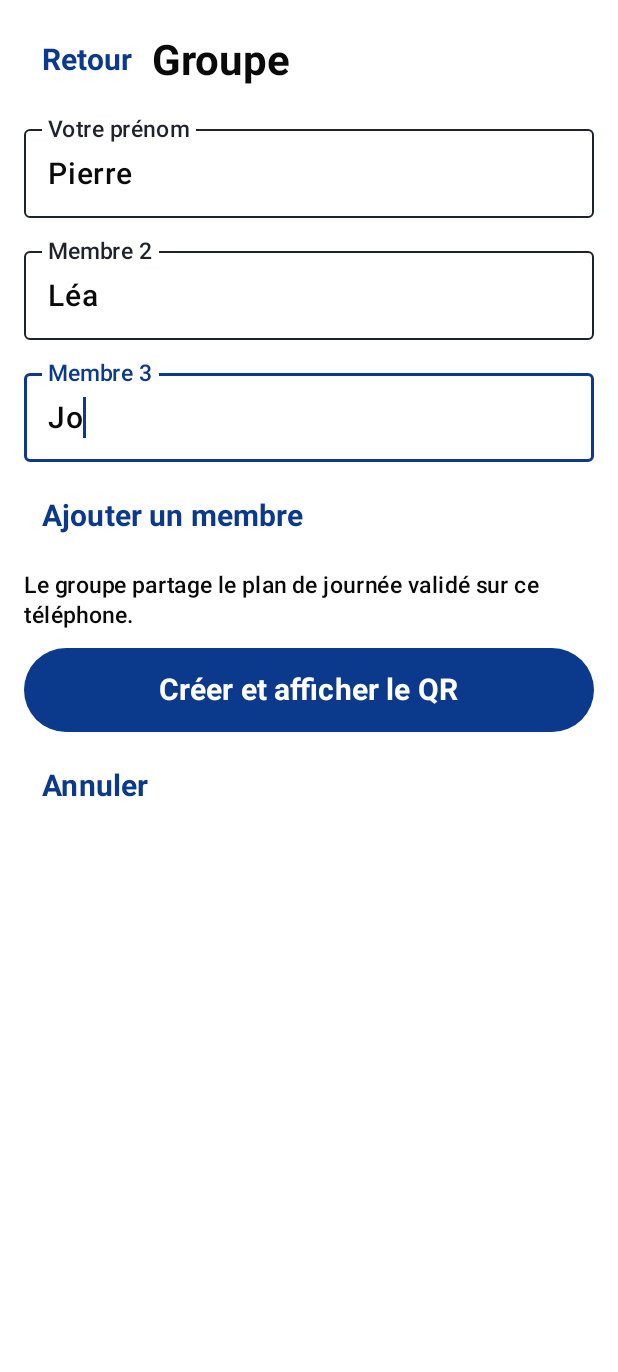 Retour Groupe
Votre prénom
Pierre
Membre 2
Léa
Membre 3
Jo
Ajouter un membre
Le groupe partage le plan de journée validé sur ce
téléphone.
Créer et afficher le QR
Annuler